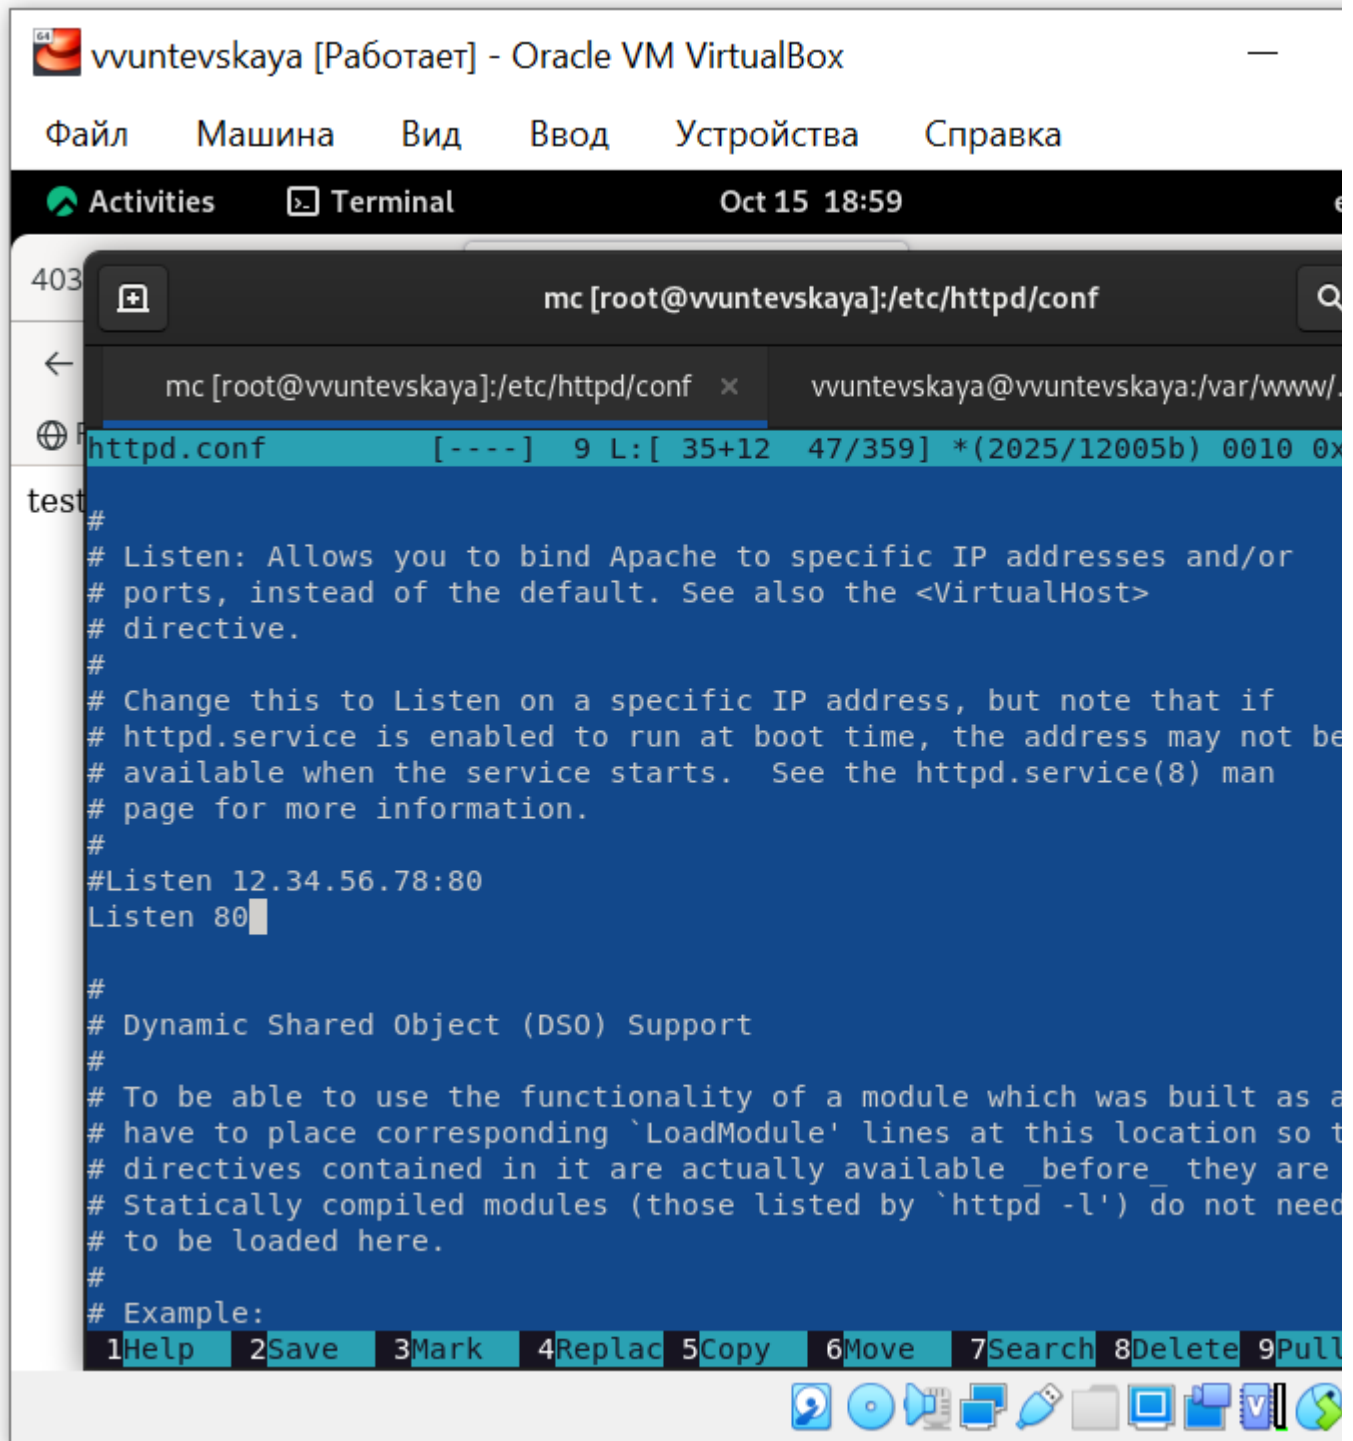 vvuntevskaya [Работает] - Oracle VM VirtualBox
Файл Машина Вид Ввод Устройства Справка
Activities Terminal Oct 15 18:59
403
mc [root@vvuntevskaya]:/etc/httpd/conf
mc [root@vvuntevskaya]:/etc/httpd/conf × vvuntevskaya@vvuntevskaya:/var/www/.
httpd.conf [----] 9 L:[ 35+12 47/359] *(2025/12005b) 0010 0x
test
#
# Listen: Allows you to bind Apache to specific IP addresses and/or
# ports, instead of the default. See also the <VirtualHost>
# directive.
#
# Change this to Listen on a specific IP address, but note that if
# httpd.service is enabled to run at boot time, the address may not be
# available when the service starts.  See the httpd.service(8) man
# page for more information.
#
#Listen 12.34.56.78:80
Listen 80
#
# Dynamic Shared Object (DSO) Support
#
# To be able to use the functionality of a module which was built as a
# have to place corresponding `LoadModule' lines at this location so t
# directives contained in it are actually available _before_ they are
# Statically compiled modules (those listed by `httpd -l') do not need
# to be loaded here.
#
# Example:
1Help 2Save 3Mark 4Replac 5Copy 6Move 7Search 8Delete 9Pull